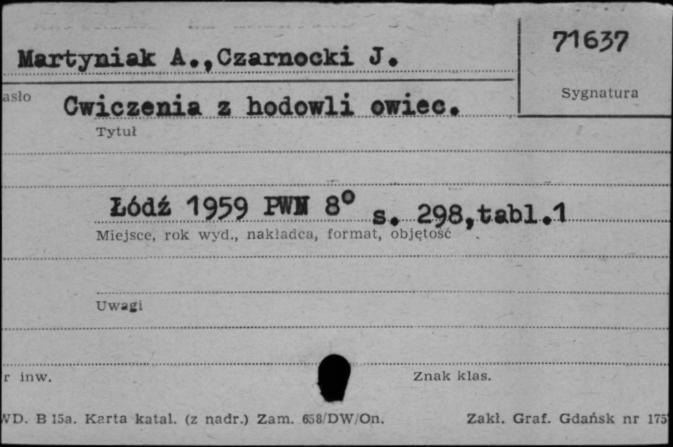 71637
Martyniak A.,Czarnocki J.
Sygnatura
asło
Cwiczenia z hodowli owiec.
Tytuł
Łódź 1959 PWN 8° s. 298,tabl.1
Miejsce, rok wyd., nakładca, format, objętość
Uwagi
r inw.
Znak klas.
WD. B 15a. Karta katal. (z nadr.) Zam. 658/DW/On. Zakł. Graf. Gdańsk nr 175